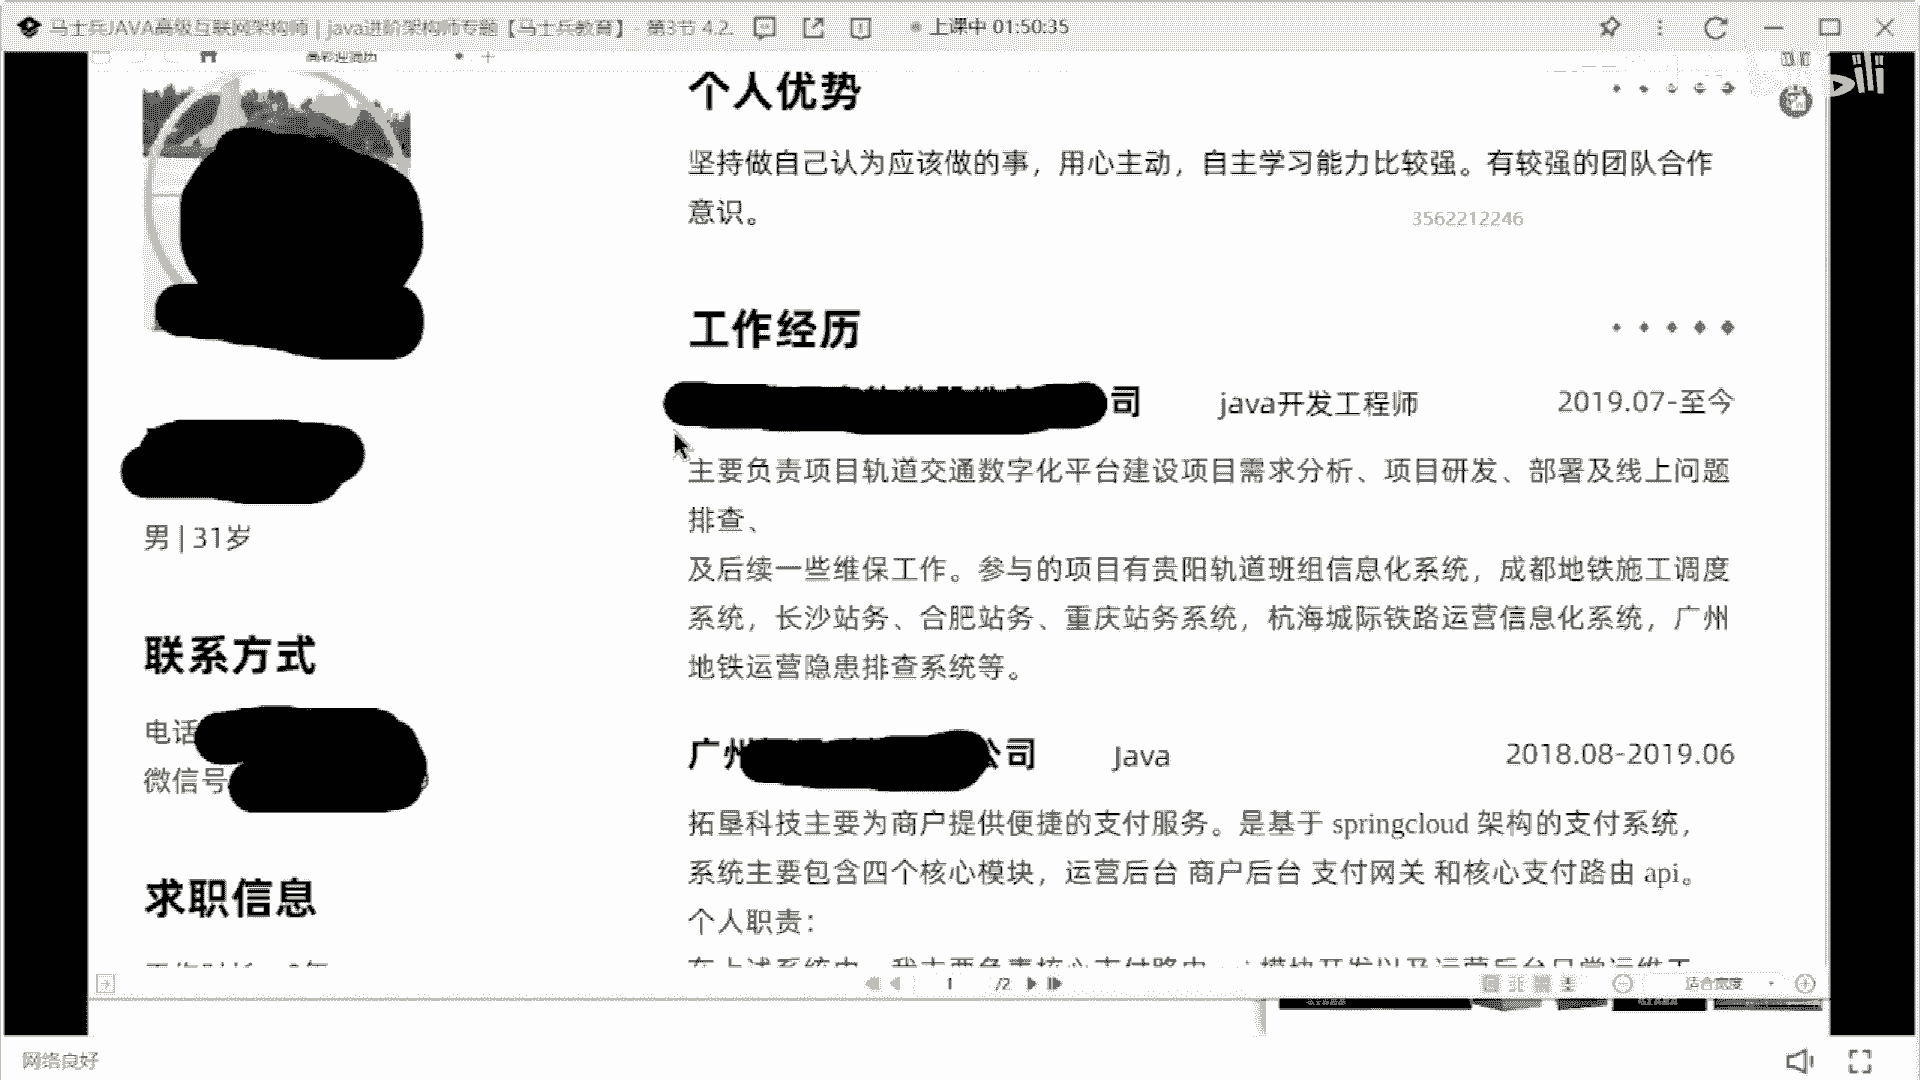 马士兵JAVA高级互联网架构师 | java进阶架构师专题【马士兵教育】 - 第3节 4.2.
上课中 01:50:35
个人优势
坚持做自己认为应该做的事，用心主动，自主学习能力比较强。有较强的团队合作
意识。
3562212246
工作经历
司 java开发工程师 2019.07-至今
主要负责项目轨道交通数字化平台建设项目需求分析、项目研发、部署及线上问题
排查、
及后续一些维保工作。参与的项目有贵阳轨道班组信息化系统，成都地铁施工调度
系统，长沙站务、合肥站务、重庆站务系统，杭海城际铁路运营信息化系统，广州
地铁运营隐患排查系统等。
广州 公司 Java 2018.08-2019.06
拓垦科技主要为商户提供便捷的支付服务。是基于 springcloud 架构的支付系统，
系统主要包含四个核心模块，运营后台 商户后台 支付网关 和核心支付路由 api。
个人职责：
男 | 31岁
联系方式
电话
微信号
求职信息
1 /2
适合宽度
网络良好